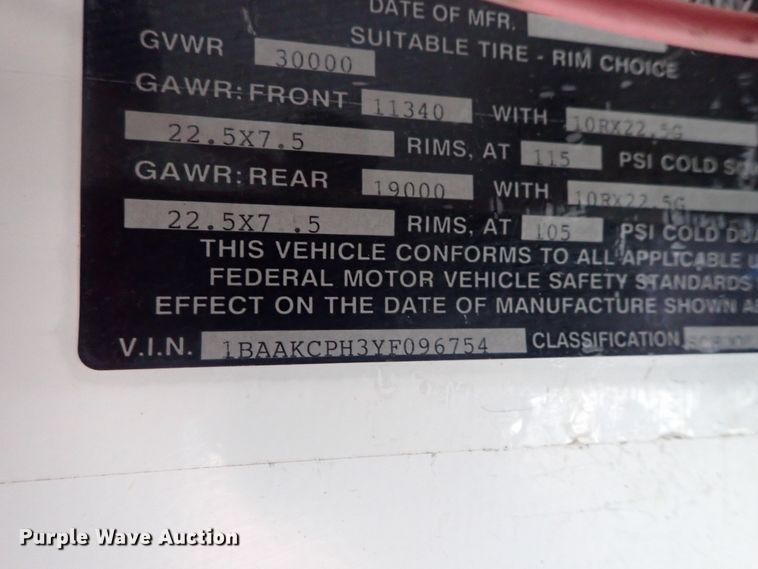 DATE OF MFR.
SUITABLE TIRE - RIM CHOICE
GVWR 30000
GAWR: FRONT 11340 WITH 10RX22.5G
22.5X7.5 RIMS, AT 115 PSI COLD
GAWR: REAR 19000 WITH 10RX22.5G
22.5X7 .5 RIMS, AT 105 PSI COLD
THIS VEHICLE CONFORMS TO ALL APPLICABLE
FEDERAL MOTOR VEHICLE SAFETY STANDARDS
EFFECT ON THE DATE OF MANUFACTURE SHOWN
V.I.N. 1BAAKCPH3YF096754 CLASSIFICATION
Purple Wave Auction